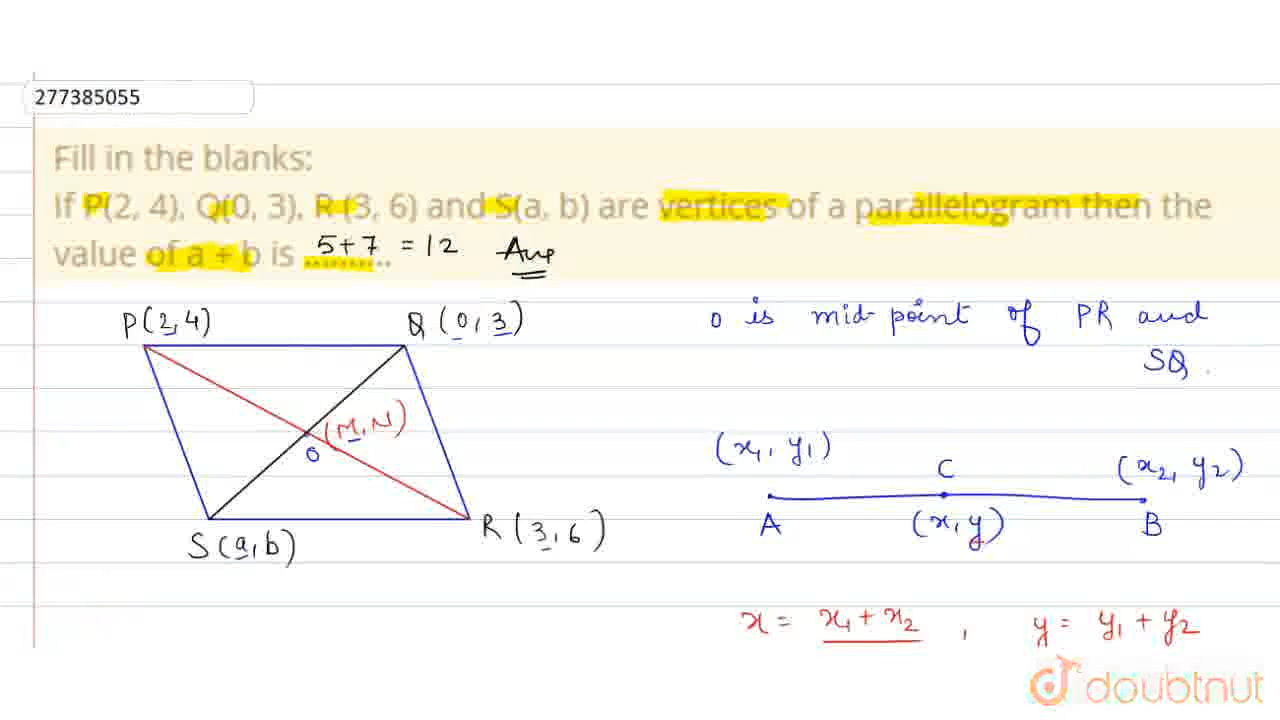 277385055
Fill in the blanks:
If P(2, 4), Q(0, 3), R (3, 6) and S(a, b) are vertices of a parallelogram then the
value of a + b is .......... 5+7 = 12 Ans
P(2,4)
Q (0, 3)
O is mid-point of PR and
SQ.
(M, N)
O
(x₁, y₁)
C
(x₂, y₂)
A
(x, y)
B
S(a, b)
R (3, 6)
x = x₁ + x₂ , y = y₁ + y₂
doubtnut